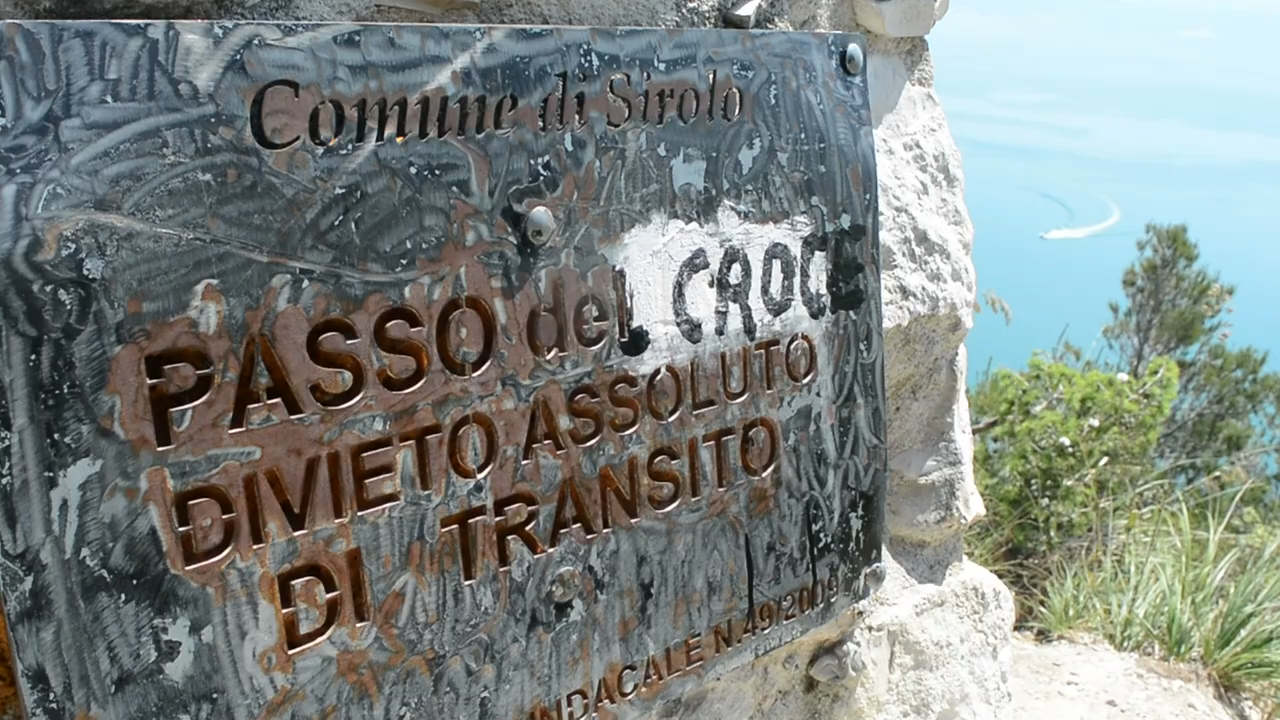 Comune di Sirolo
PASSO del CROCE
DIVIETO ASSOLUTO
DI TRANSITO
NDACALE N.49/2009